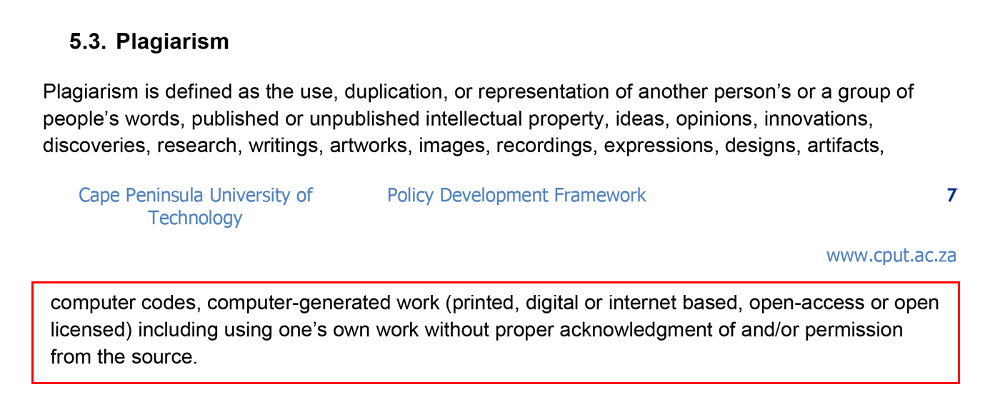 5.3. Plagiarism
Plagiarism is defined as the use, duplication, or representation of another person’s or a group of
people’s words, published or unpublished intellectual property, ideas, opinions, innovations,
discoveries, research, writings, artworks, images, recordings, expressions, designs, artifacts,
Cape Peninsula University of
Technology
Policy Development Framework
7
www.cput.ac.za
computer codes, computer-generated work (printed, digital or internet based, open-access or open
licensed) including using one’s own work without proper acknowledgment of and/or permission
from the source.